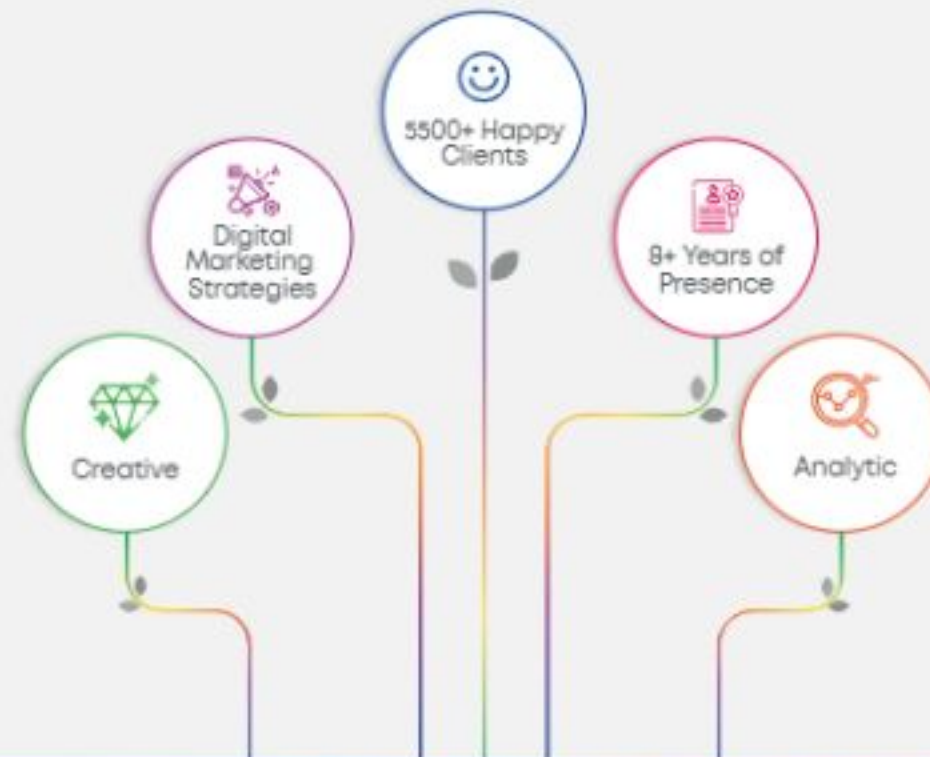 5500+ Happy
Clients
Digital
Marketing
Strategies
8+ Years of
Presence
Creative
Analytic